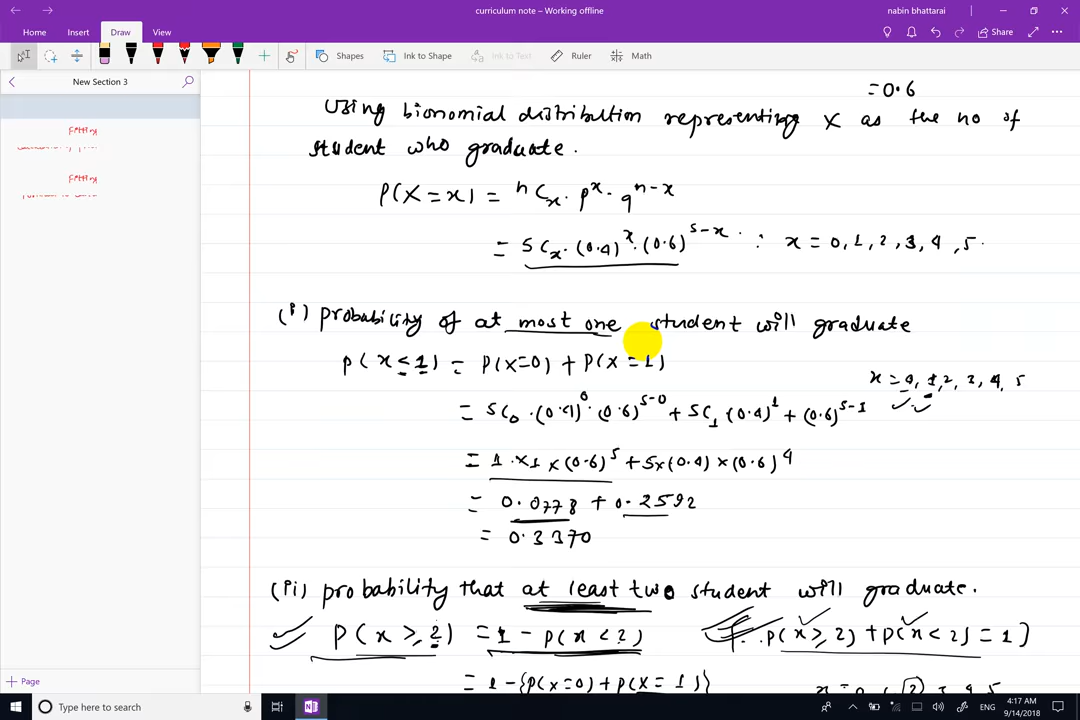 curriculum note – Working offline
nabin bhattarai
Home Insert Draw View
Share
Shapes Ink to Shape Ink to Text Ruler Math
New Section 3
= 0.6
Using bionomial distribution representing X as the no of
student who graduate.
P(X = x) = ⁿCₓ. pˣ. qⁿ⁻ˣ
= 5Cₓ. (0.4)ˣ. (0.6)⁵⁻ˣ. : x = 0, 1, 2, 3, 4, 5.
(i) probability of at most one student will graduate
P(x ≤ 1) = P(x=0) + P(x = 1)
x = 0, 1, 2, 3, 4, 5
= 5C₀ . (0.4)⁰ . (0.6)⁵⁻⁰ + 5C₁ (0.4)¹ + (0.6)⁵⁻¹
= 1 . x 1 x (0.6)⁵ + 5x(0.4) x (0.6)⁴
= 0.0778 + 0.2592
= 0.3370
(ii) probability that at least two student will graduate.
P(x ≥ 2) = 1 - P(x < 2) P(x ≥ 2) + P(x < 2) = 1]
= 1 - {P(x=0) + P(x = 1)}
Page
Type here to search
4:17 AM
9/14/2018